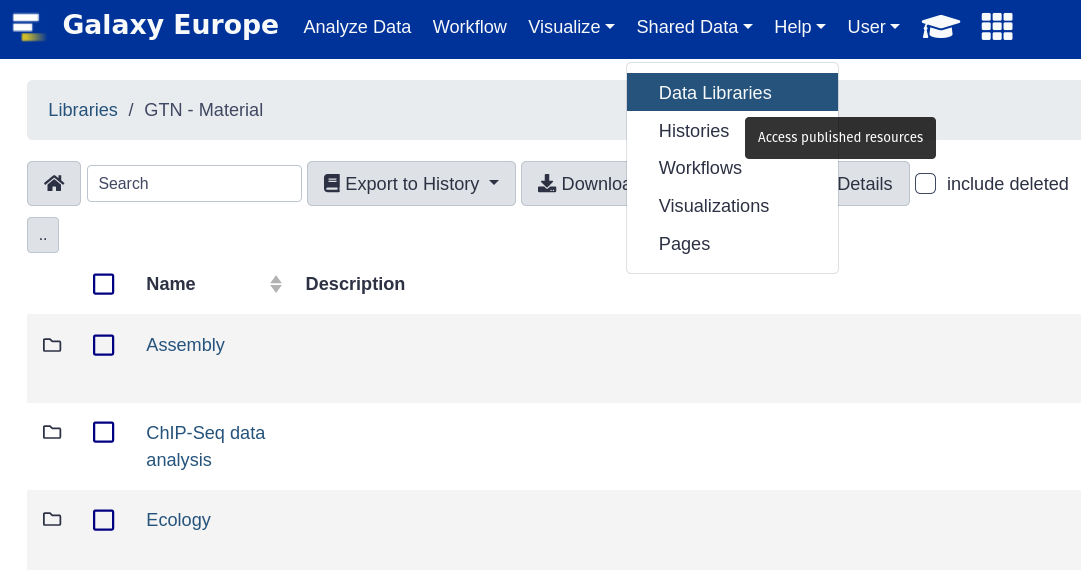 Galaxy Europe Analyze Data Workflow Visualize Shared Data Help User
Data Libraries
Libraries / GTN - Material
Histories
Access published resources
Workflows
Search
Export to History
Details
include deleted
Visualizations
..
Pages
Name Description
Assembly
ChIP-Seq data
analysis
Ecology